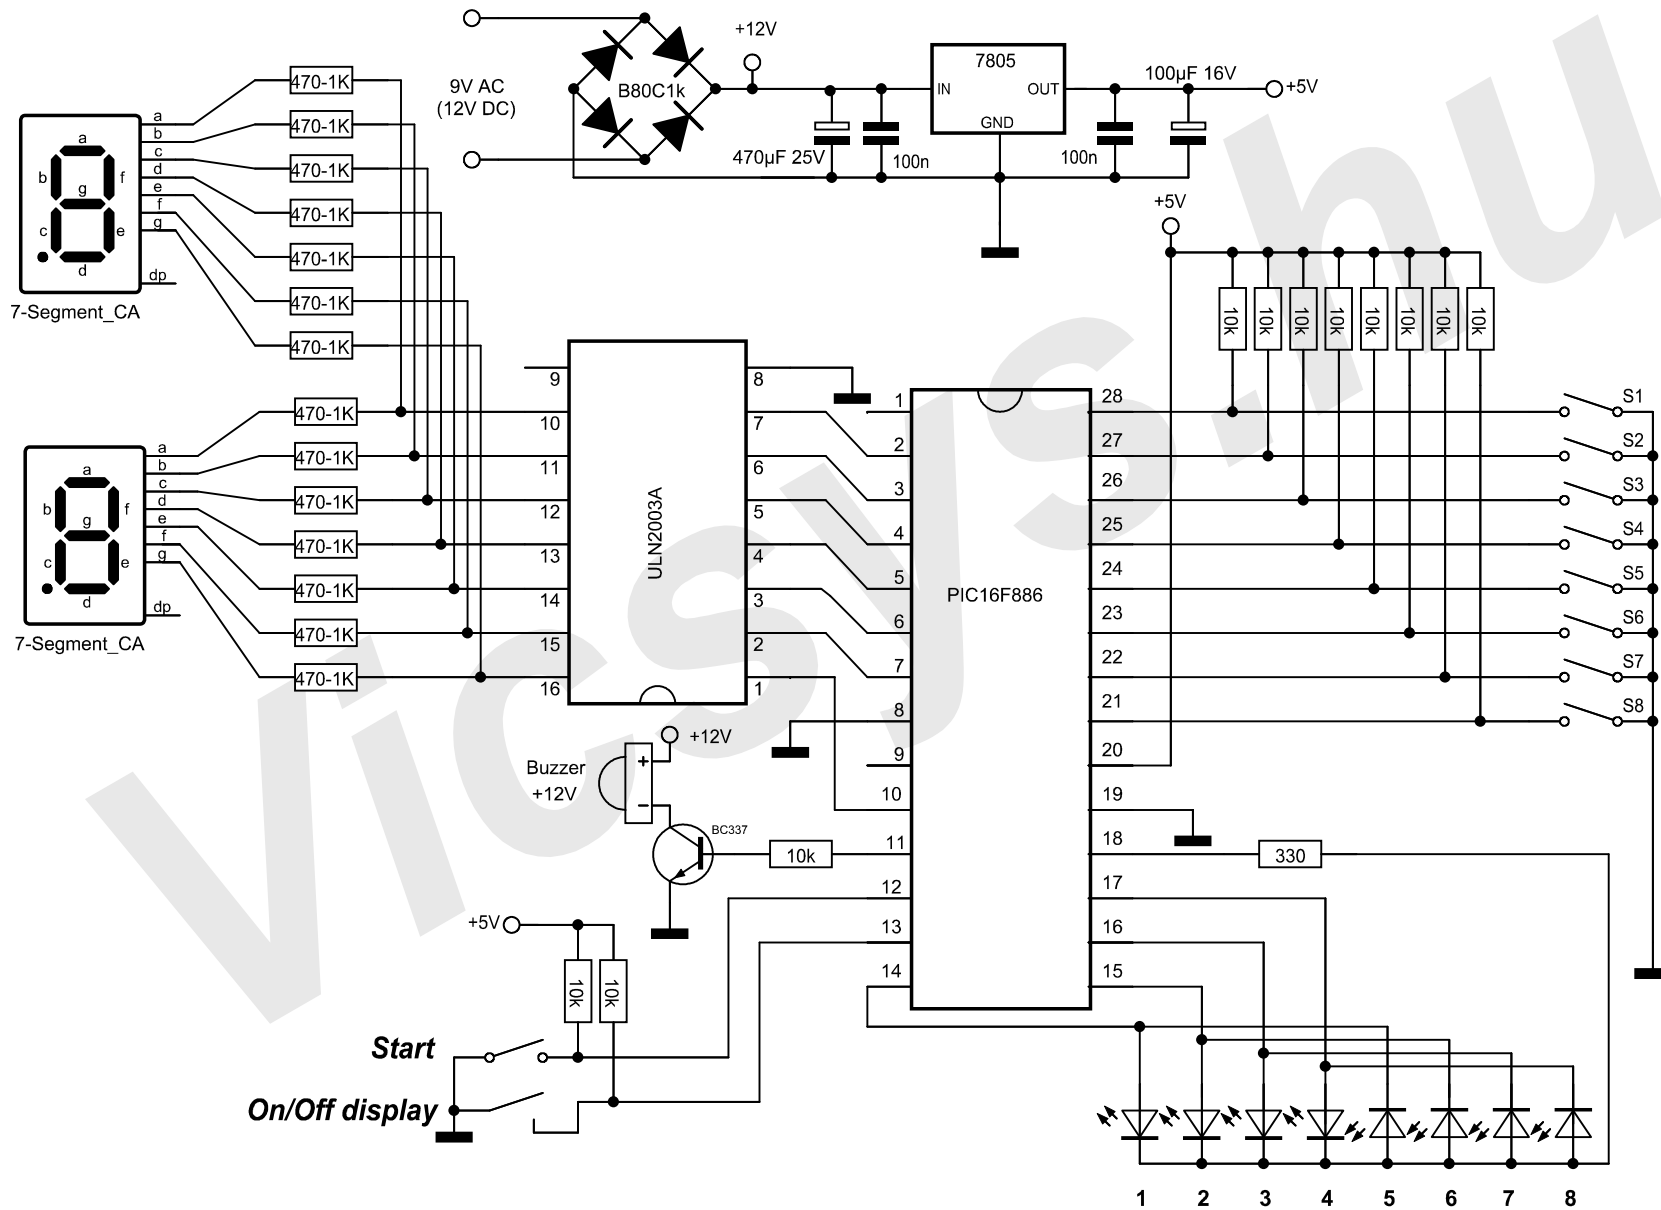 9V AC
(12V DC)
B80C1k
+12V
470µF 25V
100n
7805
IN
OUT
GND
100n
100µF 16V
+5V
470-1K
470-1K
470-1K
470-1K
470-1K
470-1K
470-1K
a
b
c
d
e
f
g
dp
a
b
f
g
c
e
d
7-Segment_CA
470-1K
470-1K
470-1K
470-1K
470-1K
470-1K
470-1K
a
b
c
d
e
f
g
dp
a
b
f
g
c
e
d
7-Segment_CA
ULN2003A
9
10
11
12
13
14
15
16
8
7
6
5
4
3
2
1
PIC16F886
1
2
3
4
5
6
7
8
9
10
11
12
13
14
28
27
26
25
24
23
22
21
20
19
18
17
16
15
+5V
10k
10k
10k
10k
10k
10k
10k
10k
S1
S2
S3
S4
S5
S6
S7
S8
Buzzer
+12V
+12V
+
−
BC337
10k
330
+5V
10k
10k
Start
On/Off display
1
2
3
4
5
6
7
8
Vicsys.hu